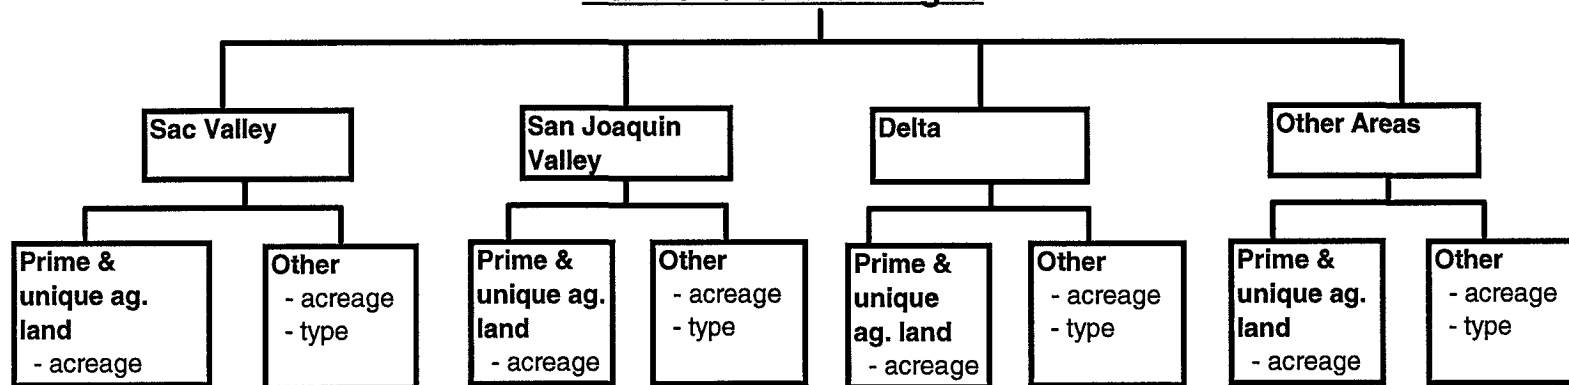 Sac Valley
San Joaquin
Valley
Delta
Other Areas
Prime &
unique ag.
land
- acreage
Other
- acreage
- type
Prime &
unique ag.
land
- acreage
Other
- acreage
- type
Prime &
unique
ag. land
- acreage
Other
- acreage
- type
Prime &
unique ag.
land
- acreage
Other
- acreage
- type